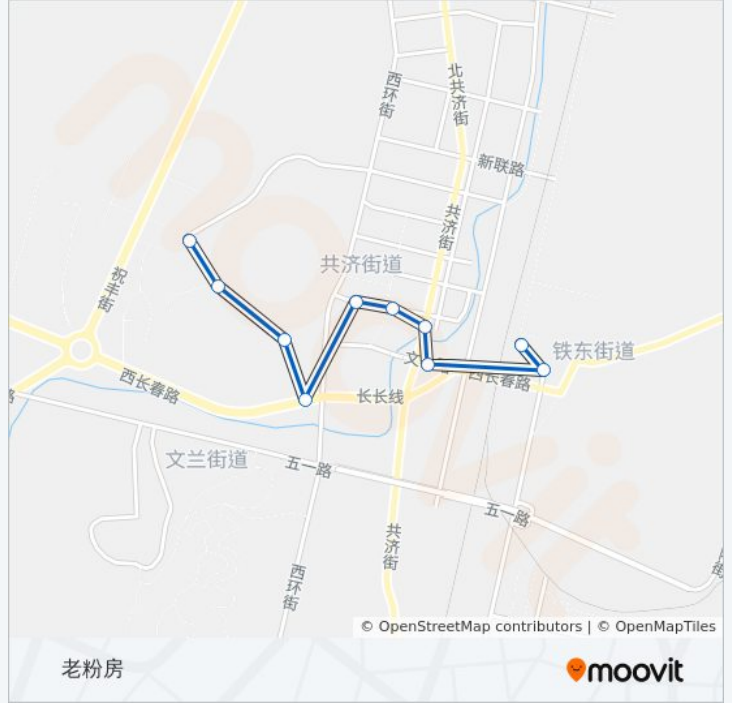 西环街
北共济街
新联路
共济街
共济街道
祝丰街
铁东街道
文
西长春路
西长春路
长长线
路
文兰街道
五一路
五一路
共济街
西环街
街
© OpenStreetMap contributors | © OpenMapTiles
老粉房
moovit